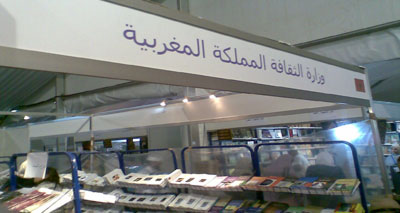 وزارة الثقافة المملكة المغربية